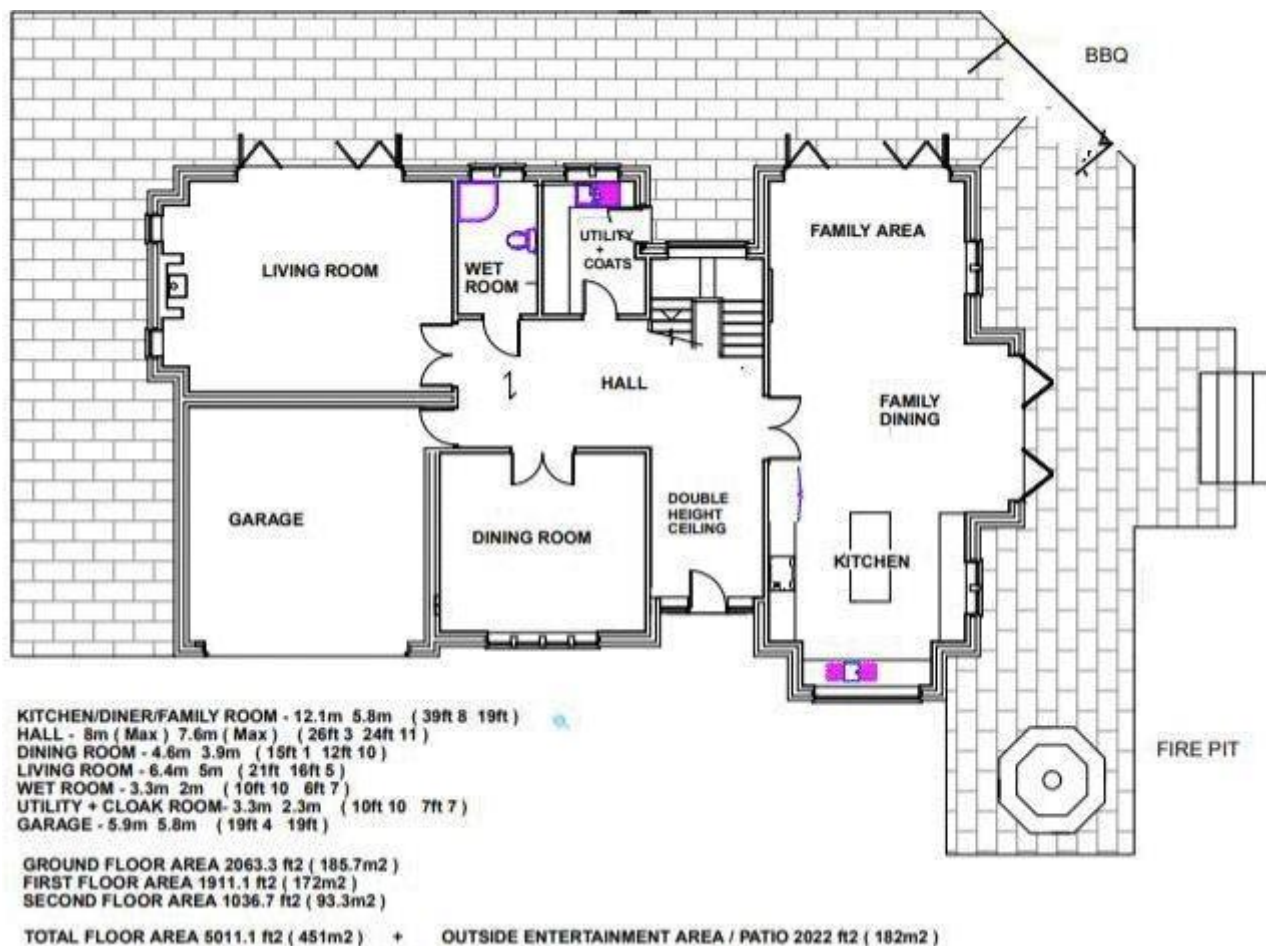 BBQ
FAMILY AREA
LIVING ROOM
WET
ROOM
UTILITY
+
COATS
HALL
FAMILY
DINING
GARAGE
DINING ROOM
DOUBLE
HEIGHT
CEILING
KITCHEN
FIRE PIT
KITCHEN/DINER/FAMILY ROOM - 12.1m 5.8m ( 39ft 8 19ft )
HALL - 8m ( Max ) 7.6m ( Max ) ( 26ft 3 24ft 11 )
DINING ROOM - 4.6m 3.9m ( 15ft 1 12ft 10 )
LIVING ROOM - 6.4m 5m ( 21ft 16ft 5 )
WET ROOM - 3.3m 2m ( 10ft 10 6ft 7 )
UTILITY + CLOAK ROOM- 3.3m 2.3m ( 10ft 10 7ft 7 )
GARAGE - 5.9m 5.8m ( 19ft 4 19ft )
GROUND FLOOR AREA 2063.3 ft2 ( 185.7m2 )
FIRST FLOOR AREA 1911.1 ft2 ( 172m2 )
SECOND FLOOR AREA 1036.7 ft2 ( 93.3m2 )
TOTAL FLOOR AREA 5011.1 ft2 ( 451m2 ) + OUTSIDE ENTERTAINMENT AREA / PATIO 2022 ft2 ( 182m2 )